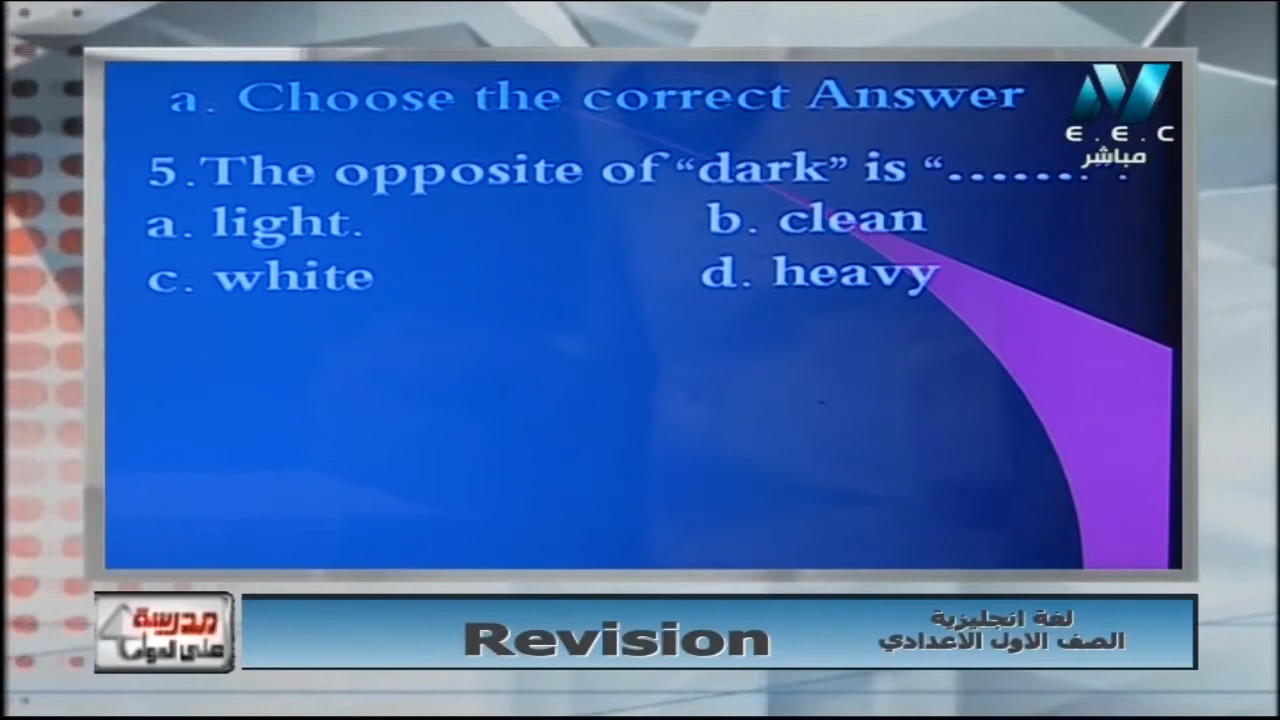 a. Choose the correct Answer
E . E . C
مباشر
5.The opposite of “dark” is “.......
a. light.
b. clean
c. white
d. heavy
مدرسة
على الهواء
Revision
لغة انجليزية
الصف الاول الاعدادي